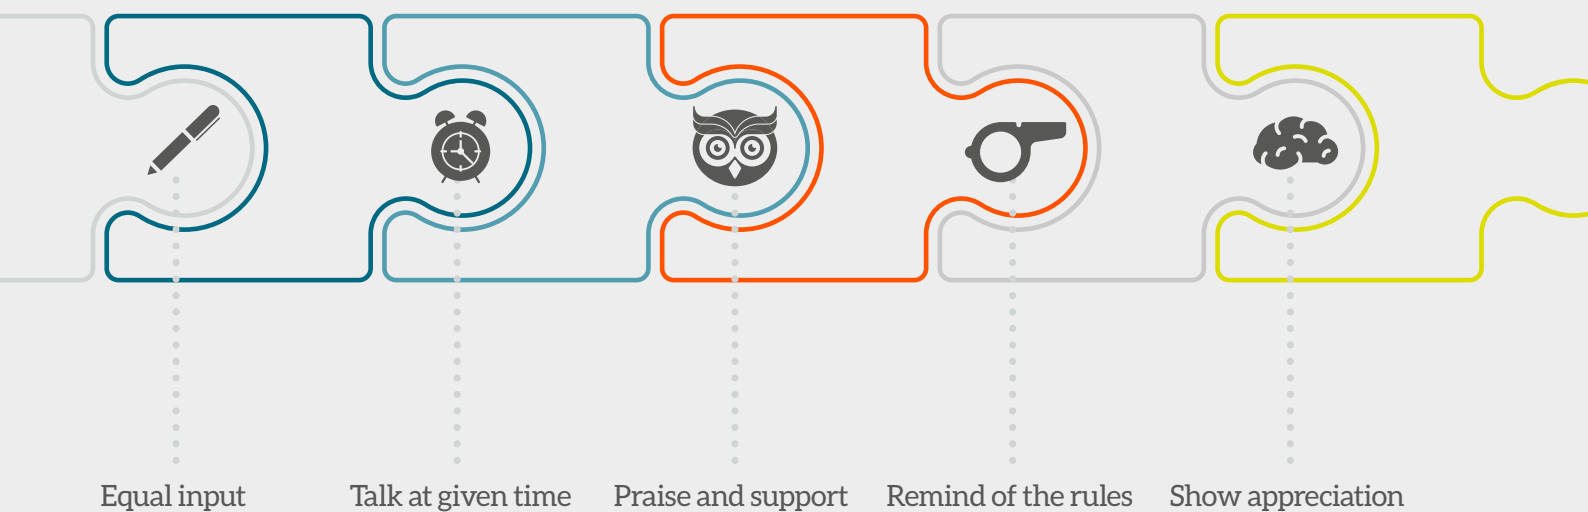 Equal input
Talk at given time
Praise and support
Remind of the rules
Show appreciation